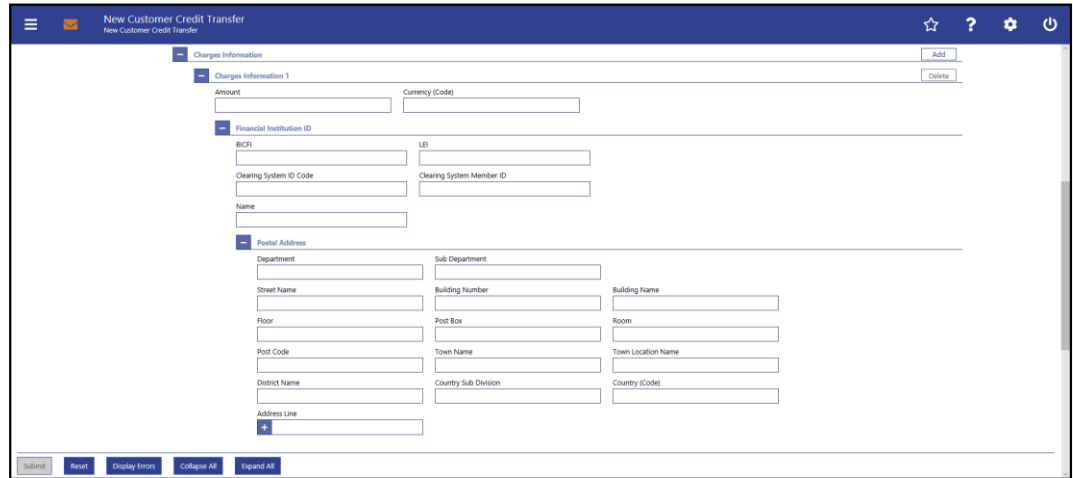 New Customer Credit Transfer
New Customer Credit Transfer
Charges Information Add
Charges Information 1 Delete
Amount Currency (Code)
Financial Institution ID
BICFI LEI
Clearing System ID Code Clearing System Member ID
Name
Postal Address
Department Sub Department
Street Name Building Number Building Name
Floor Post Box Room
Post Code Town Name Town Location Name
District Name Country Sub Division Country (Code)
Address Line
Submit Reset Display Errors Collapse All Expand All